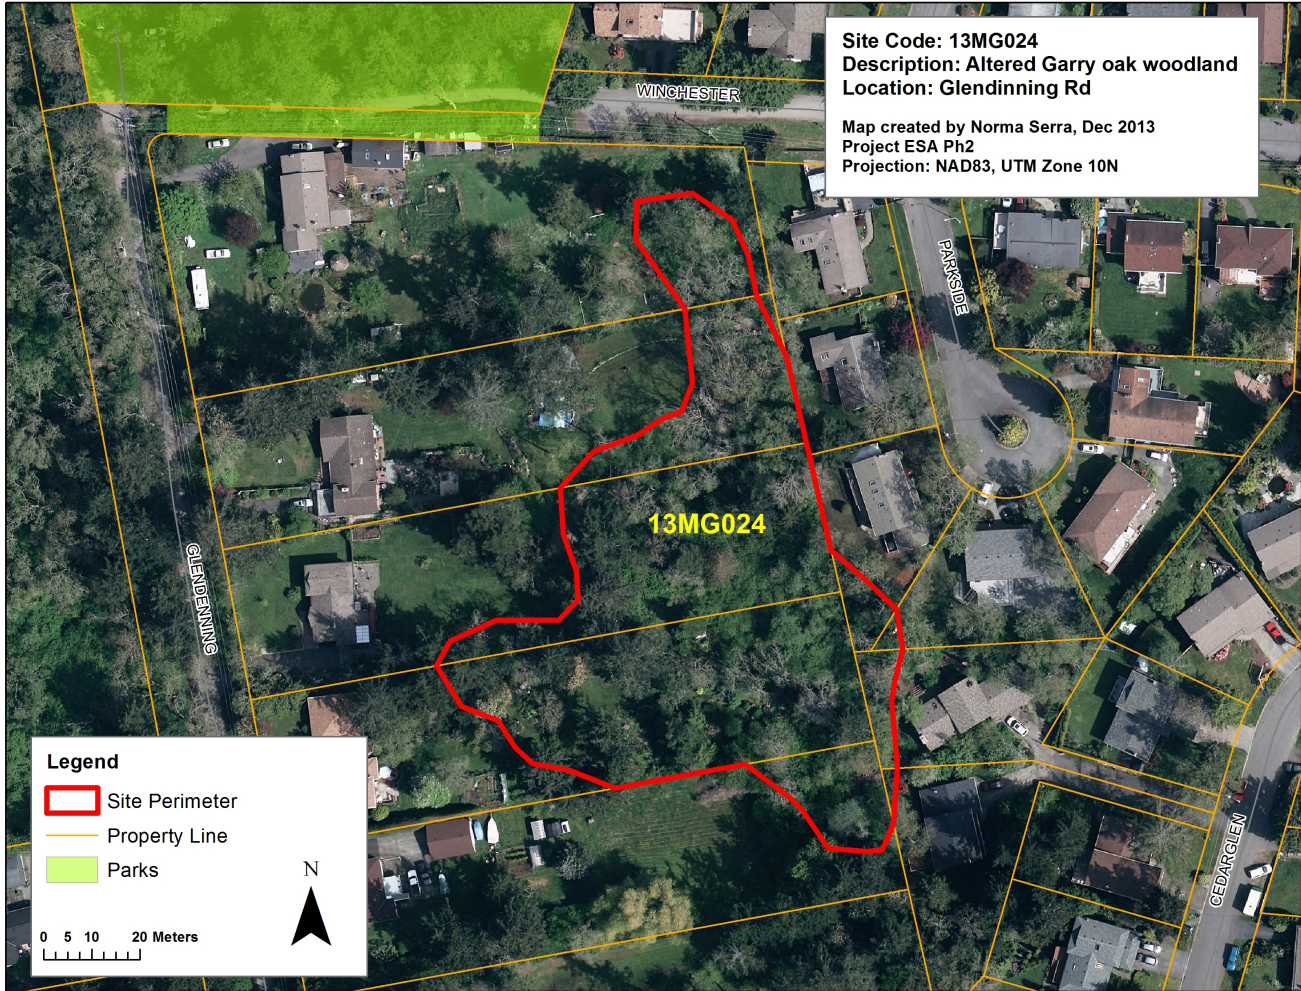 Site Code: 13MG024
Description: Altered Garry oak woodland
Location: Glendinning Rd
Map created by Norma Serra, Dec 2013
Project ESA Ph2
Projection: NAD83, UTM Zone 10N
WINCHESTER
PARKSIDE
13MG024
GLENDENNING
CEDARGLEN
Legend
Site Perimeter
Property Line
Parks
N
0 5 10 20 Meters